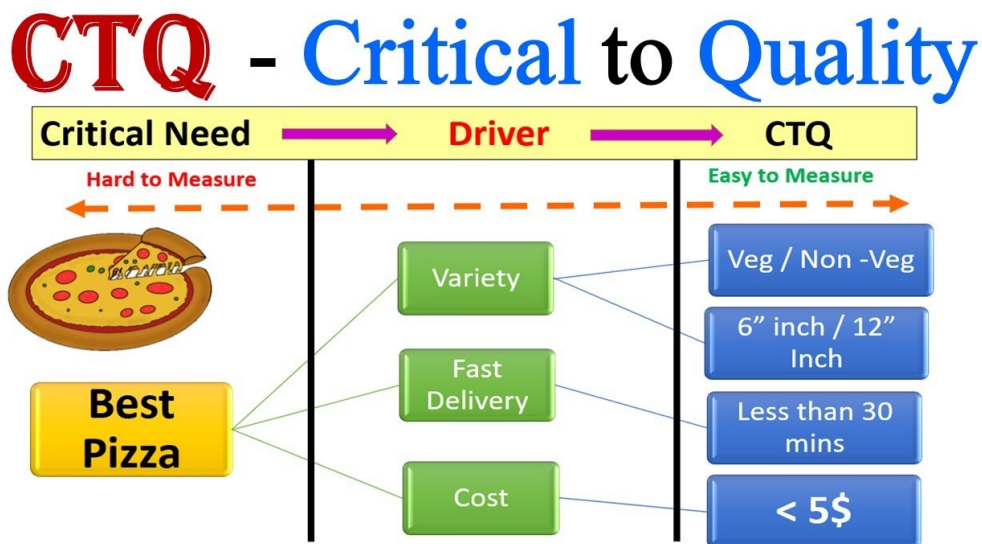 CTQ - Critical to Quality
Critical Need Driver CTQ
Hard to Measure
Easy to Measure
Best
Pizza
Variety
Fast
Delivery
Cost
Veg / Non -Veg
6” inch / 12”
Inch
Less than 30
mins
< 5$